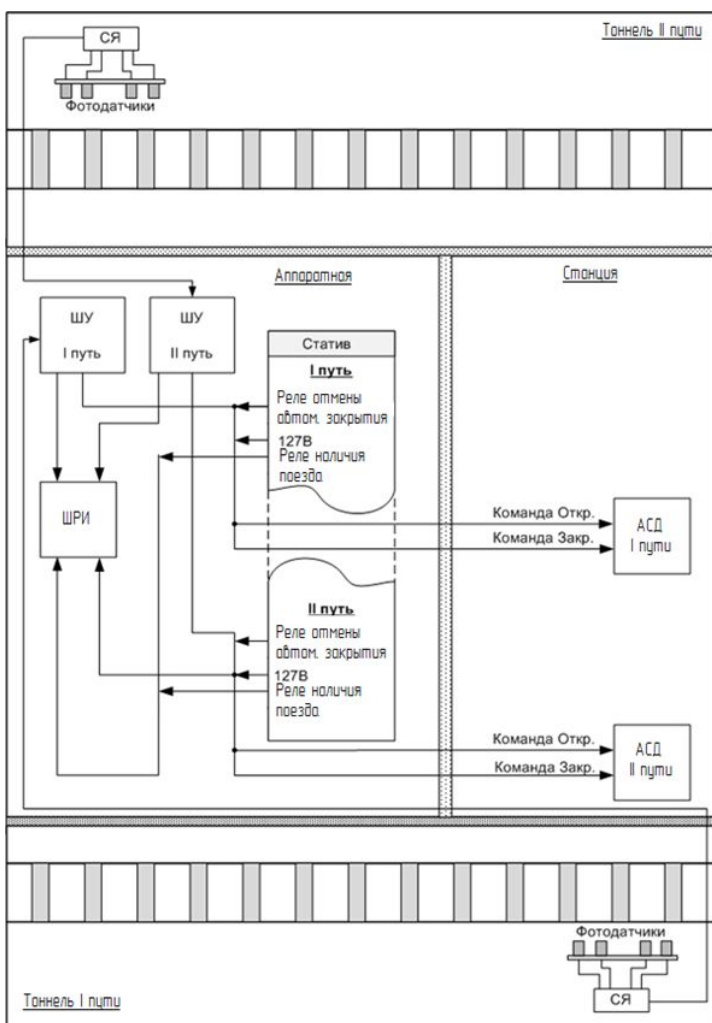 СЯ
Тоннель II пути
Фотодатчики
Аппаратная
Станция
ШУ
I путь
ШУ
II путь
Статив
I путь
Реле отмены
автом. закрытия
127В
Реле наличия
поезда
ШРИ
Команда Откр.
Команда Закр.
АСД
I пути
II путь
Реле отмены
автом. закрытия
127В
Реле наличия
поезда
Команда Откр.
Команда Закр.
АСД
II пути
Фотодатчики
СЯ
Тоннель I пути